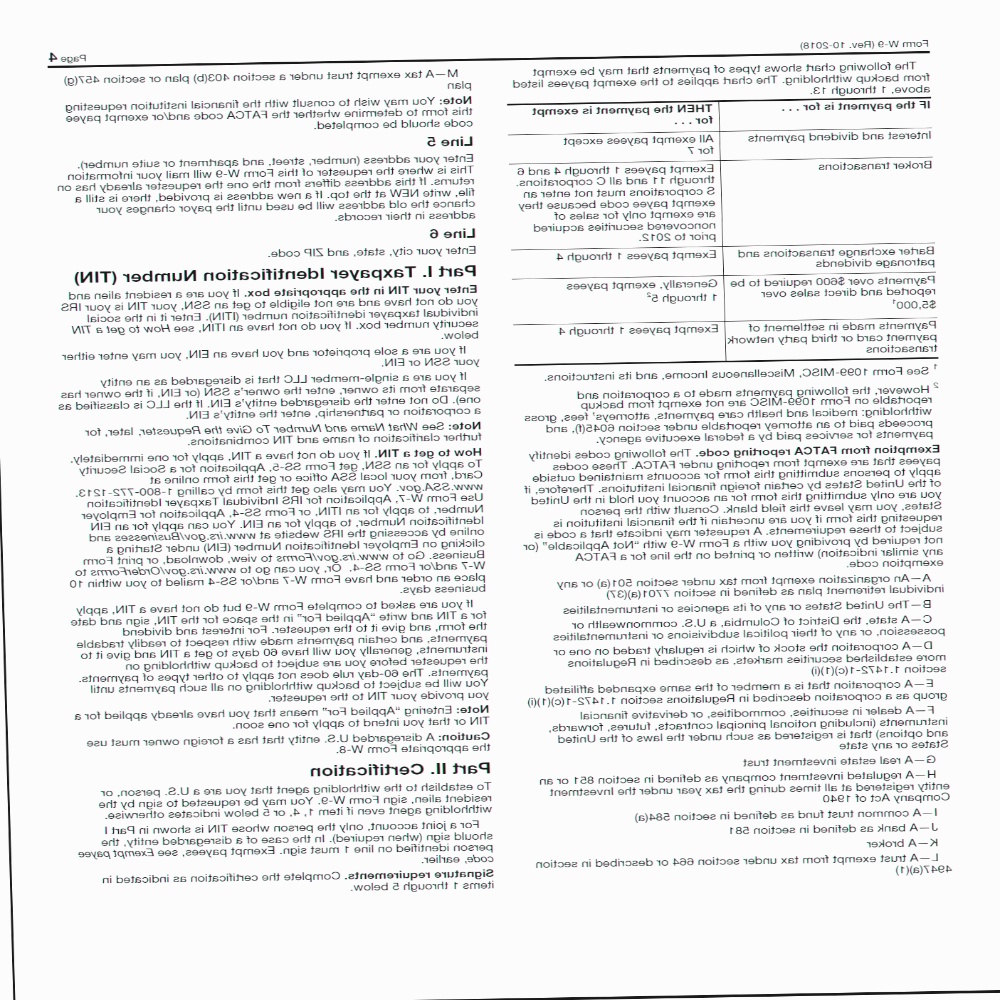 Form W-9 (Rev. 10-2018)
Page 4
The following chart shows types of payments that may be exempt
from backup withholding. The chart applies to the exempt payees listed
above, 1 through 13.
IF the payment is for . . .
THEN the payment is exempt
for . . .
Interest and dividend payments
All exempt payees except
for 7
Broker transactions
Exempt payees 1 through 4 and 6
through 11 and all C corporations.
S corporations must not enter an
exempt payee code because they
are exempt only for sales of
noncovered securities acquired
prior to 2012.
Barter exchange transactions and
patronage dividends
Exempt payees 1 through 4
Payments over $600 required to be
reported and direct sales over
$5,000¹
Generally, exempt payees
1 through 5²
Payments made in settlement of
payment card or third party network
transactions
Exempt payees 1 through 4
¹ See Form 1099-MISC, Miscellaneous Income, and its instructions.
² However, the following payments made to a corporation and
reportable on Form 1099-MISC are not exempt from backup
withholding: medical and health care payments, attorneys' fees, gross
proceeds paid to an attorney reportable under section 6045(f), and
payments for services paid by a federal executive agency.
Exemption from FATCA reporting code. The following codes identify
payees that are exempt from reporting under FATCA. These codes
apply to persons submitting this form for accounts maintained outside
of the United States by certain foreign financial institutions. Therefore, if
you are only submitting this form for an account you hold in the United
States, you may leave this field blank. Consult with the person
requesting this form if you are uncertain if the financial institution is
subject to these requirements. A requester may indicate that a code is
not required by providing you with a Form W-9 with "Not Applicable" (or
any similar indication) written or printed on the line for a FATCA
exemption code.
A—An organization exempt from tax under section 501(a) or any
individual retirement plan as defined in section 7701(a)(37)
B—The United States or any of its agencies or instrumentalities
C—A state, the District of Columbia, a U.S. commonwealth or
possession, or any of their political subdivisions or instrumentalities
D—A corporation the stock of which is regularly traded on one or
more established securities markets, as described in Regulations
section 1.1472-1(c)(1)(i)
E—A corporation that is a member of the same expanded affiliated
group as a corporation described in Regulations section 1.1472-1(c)(1)(i)
F—A dealer in securities, commodities, or derivative financial
instruments (including notional principal contracts, futures, forwards,
and options) that is registered as such under the laws of the United
States or any state
G—A real estate investment trust
H—A regulated investment company as defined in section 851 or an
entity registered at all times during the tax year under the Investment
Company Act of 1940
I—A common trust fund as defined in section 584(a)
J—A bank as defined in section 581
K—A broker
L—A trust exempt from tax under section 664 or described in section
4947(a)(1)
M—A tax exempt trust under a section 403(b) plan or section 457(g)
plan
Note: You may wish to consult with the financial institution requesting
this form to determine whether the FATCA code and/or exempt payee
code should be completed.
Line 5
Enter your address (number, street, and apartment or suite number).
This is where the requester of this Form W-9 will mail your information
returns. If this address differs from the one the requester already has on
file, write NEW at the top. If a new address is provided, there is still a
chance the old address will be used until the payor changes your
address in their records.
Line 6
Enter your city, state, and ZIP code.
Part I. Taxpayer Identification Number (TIN)
Enter your TIN in the appropriate box. If you are a resident alien and
you do not have and are not eligible to get an SSN, your TIN is your IRS
individual taxpayer identification number (ITIN). Enter it in the social
security number box. If you do not have an ITIN, see How to get a TIN
below.
If you are a sole proprietor and you have an EIN, you may enter either
your SSN or EIN.
If you are a single-member LLC that is disregarded as an entity
separate from its owner, enter the owner's SSN (or EIN, if the owner has
one). Do not enter the disregarded entity's EIN. If the LLC is classified as
a corporation or partnership, enter the entity's EIN.
Note: See What Name and Number To Give the Requester, later, for
further clarification of name and TIN combinations.
How to get a TIN. If you do not have a TIN, apply for one immediately.
To apply for an SSN, get Form SS-5, Application for a Social Security
Card, from your local SSA office or get this form online at
www.SSA.gov. You may also get this form by calling 1-800-772-1213.
Use Form W-7, Application for IRS Individual Taxpayer Identification
Number, to apply for an ITIN, or Form SS-4, Application for Employer
Identification Number, to apply for an EIN. You can apply for an EIN
online by accessing the IRS website at www.irs.gov/Businesses and
clicking on Employer Identification Number (EIN) under Starting a
Business. Go to www.irs.gov/Forms to view, download, or print Form
W-7 and/or Form SS-4. Or, you can go to www.irs.gov/OrderForms to
place an order and have Form W-7 and/or SS-4 mailed to you within 10
business days.
If you are asked to complete Form W-9 but do not have a TIN, apply
for a TIN and write "Applied For" in the space for the TIN, sign and date
the form, and give it to the requester. For interest and dividend
payments, and certain payments made with respect to readily tradable
instruments, generally you will have 60 days to get a TIN and give it to
the requester before you are subject to backup withholding on
payments. The 60-day rule does not apply to other types of payments.
You will be subject to backup withholding on all such payments until
you provide your TIN to the requester.
Note: Entering "Applied For" means that you have already applied for a
TIN or that you intend to apply for one soon.
Caution: A disregarded U.S. entity that has a foreign owner must use
the appropriate Form W-8.
Part II. Certification
To establish to the withholding agent that you are a U.S. person, or
resident alien, sign Form W-9. You may be requested to sign by the
withholding agent even if item 1, 4, or 5 below indicates otherwise.
For a joint account, only the person whose TIN is shown in Part I
should sign (when required). In the case of a disregarded entity, the
person identified on line 1 must sign. Exempt payees, see Exempt payee
code, earlier.
Signature requirements. Complete the certification as indicated in
items 1 through 5 below.